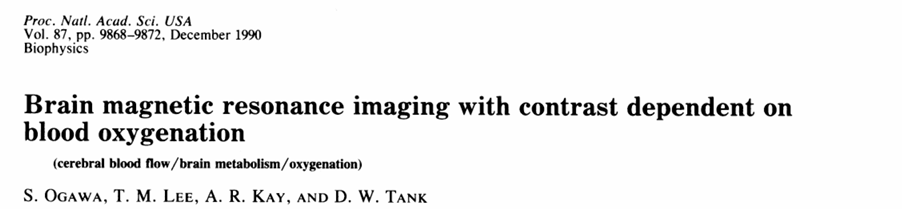 Proc. Natl. Acad. Sci. USA
Vol. 87, pp. 9868–9872, December 1990
Biophysics
Brain magnetic resonance imaging with contrast dependent on
blood oxygenation
(cerebral blood flow/brain metabolism/oxygenation)
S. OGAWA, T. M. LEE, A. R. KAY, AND D. W. TANK